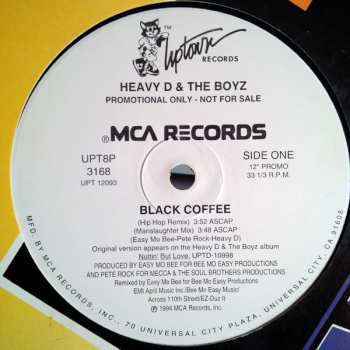 TM
Uptown
RECORDS
HEAVY D & THE BOYZ
PROMOTIONAL ONLY - NOT FOR SALE
®MCA RECORDS
UPT8P
3168
UPT 12093
SIDE ONE
12" PROMO
33 1/3 R.P.M.
BLACK COFFEE
(Hip Hop Remix) 3:52 ASCAP
(Manslaughter Mix) 3:48 ASCAP
(Easy Mo Bee-Pete Rock-Heavy D)
Original version appears on the Heavy D & The Boyz album
Nuttin' But Love, UPTD-10998
PRODUCED BY EASY MO BEE FOR BEE MO EASY PRODUCTIONS
AND PETE ROCK FOR MECCA & THE SOUL BROTHERS PRODUCTIONS
Remixed by Easy Mo Bee for Bee Mo Easy Productions
EMI April Music Inc./Bee Mo Easy Music/
Across 110th Street/EZ-Duz It
℗ 1994 MCA Records, Inc.
MFD. BY MCA RECORDS, INC., 70 UNIVERSAL CITY PLAZA, UNIVERSAL CITY, CA 91608